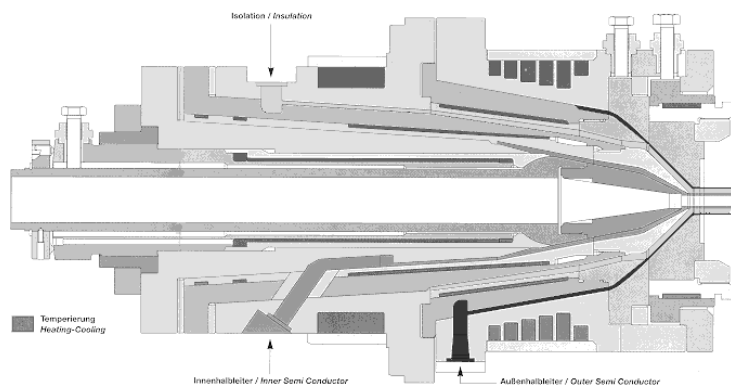 Isolation / Insulation
Temperierung
Heating-Cooling
Innenhalbleiter / Inner Semi Conductor
Außenhalbleiter / Outer Semi Conductor